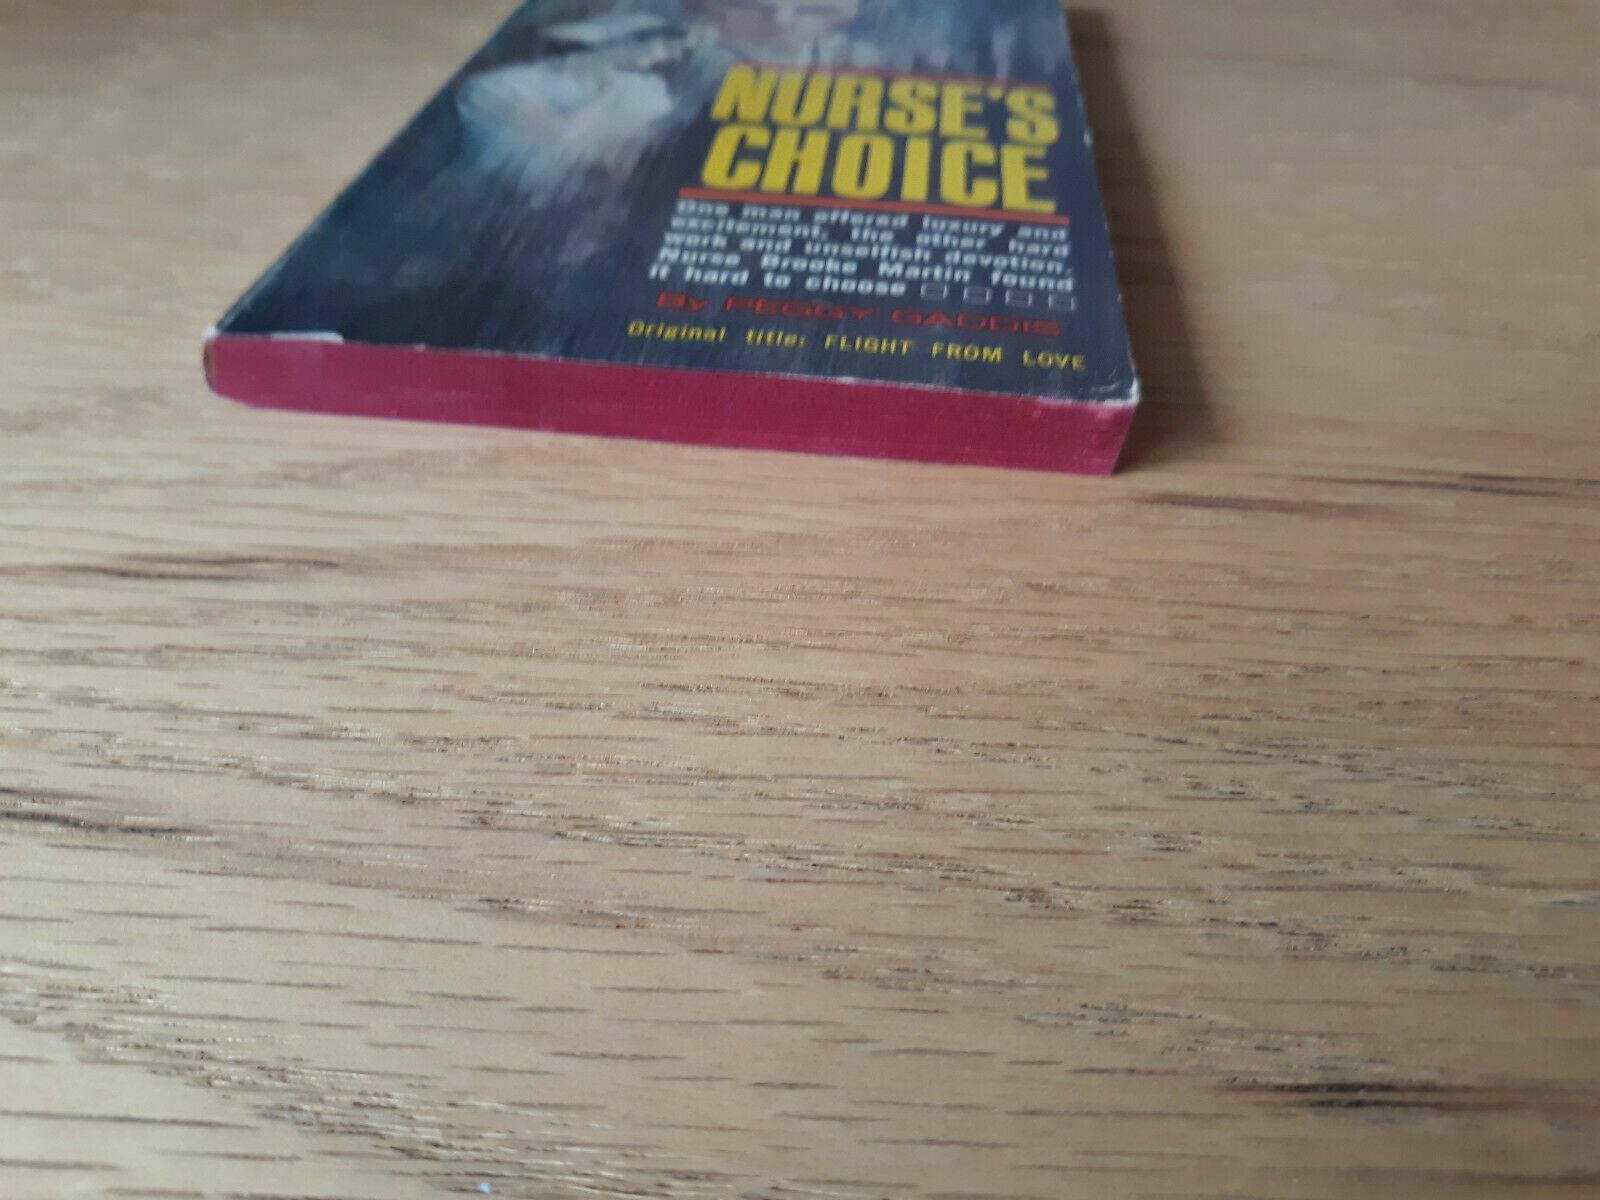 NURSE'S
CHOICE
One man offered luxury and
excitement, the other hard
work and unselfish devotion.
Nurse Brooke Martin found
it hard to choose □ □ □ □
By PEGGY GADDIS
Original title: FLIGHT FROM LOVE